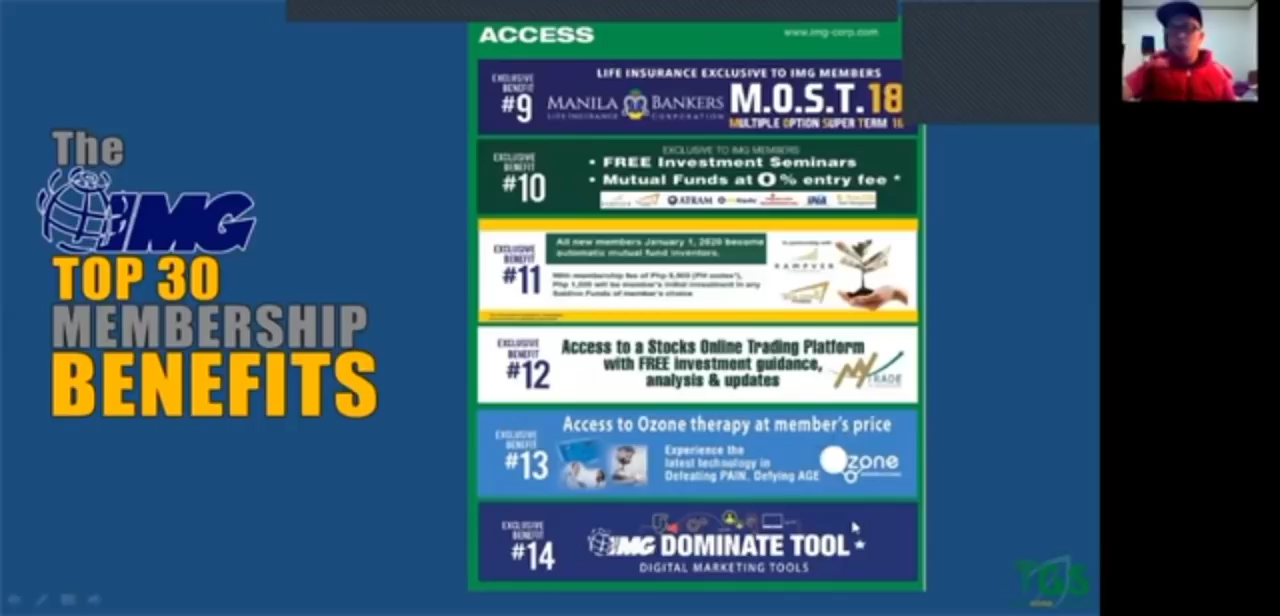 The
IMG
TOP 30
MEMBERSHIP
BENEFITS
ACCESS
www.img-corp.com
EXCLUSIVE
BENEFIT
#9
LIFE INSURANCE EXCLUSIVE TO IMG MEMBERS
MANILA BANKERS
LIFE INSURANCE CORPORATION
M.O.S.T.18
MULTIPLE OPTION SUPER TERM 18
EXCLUSIVE
BENEFIT
#10
EXCLUSIVE TO IMG MEMBERS
• FREE Investment Seminars
• Mutual Funds at 0% entry fee *
ATRAM
EXCLUSIVE
BENEFIT
#11
All new members January 1, 2020 become
automatic mutual fund investors.
In partnership with
RAMPVER
EXCLUSIVE
BENEFIT
#12
Access to a Stocks Online Trading Platform
with FREE investment guidance,
analysis & updates
TRADE
EXCLUSIVE
BENEFIT
#13
Access to Ozone therapy at member's price
Experience the
latest technology in
Defeating PAIN, Defying AGE
Ozone
EXCLUSIVE
BENEFIT
#14
IMG DOMINATE TOOL*
DIGITAL MARKETING TOOLS